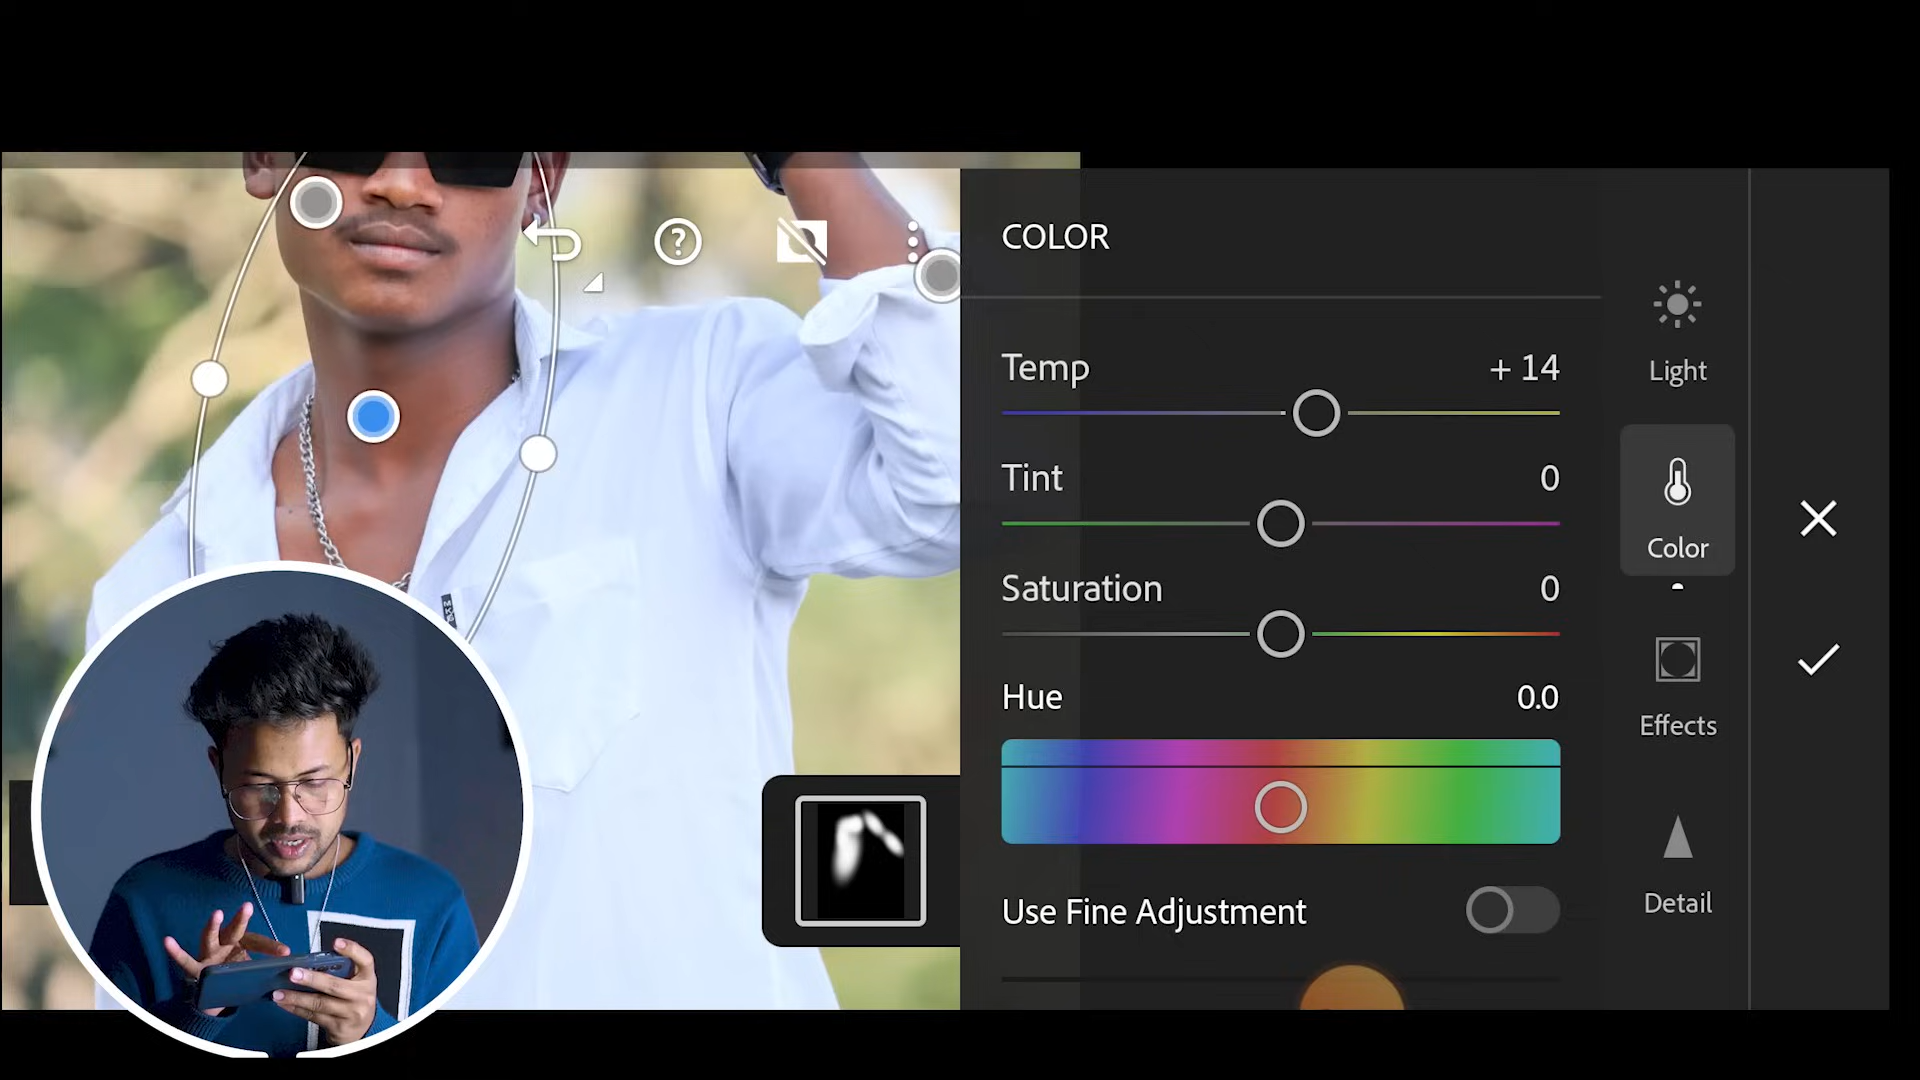 COLOR
Temp + 14
Tint 0
Saturation 0
Hue 0.0
Use Fine Adjustment
Light
Color
Effects
Detail